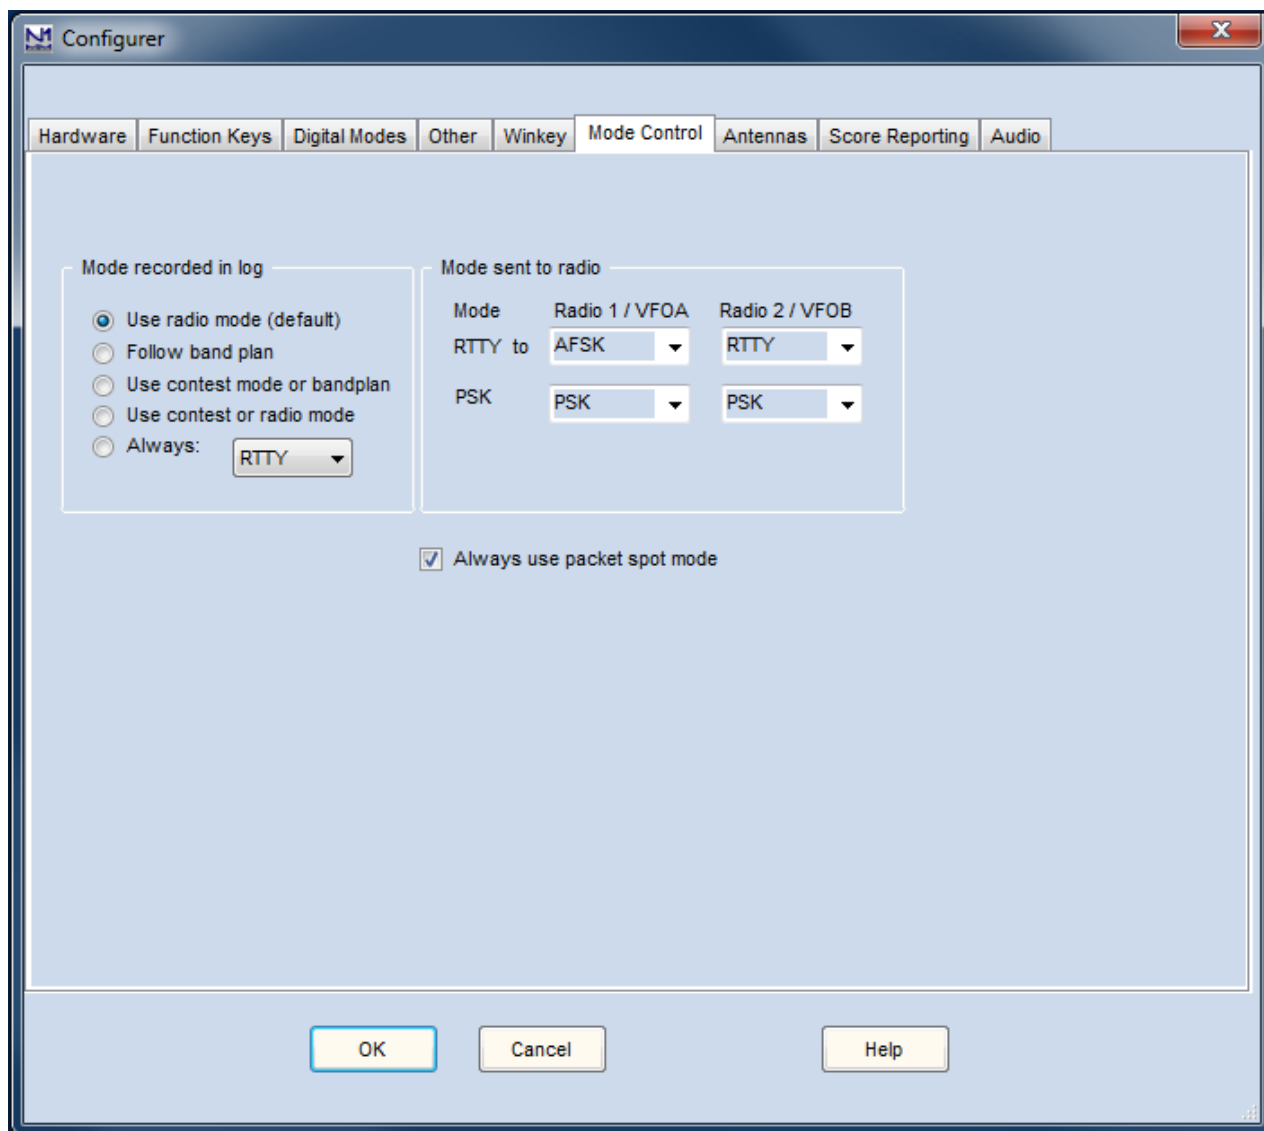 N1 Configurer
Hardware Function Keys Digital Modes Other Winkey Mode Control Antennas Score Reporting Audio
Mode recorded in log
Use radio mode (default)
Follow band plan
Use contest mode or bandplan
Use contest or radio mode
Always: RTTY
Mode sent to radio
Mode Radio 1 / VFOA Radio 2 / VFOB
RTTY to AFSK RTTY
PSK PSK PSK
Always use packet spot mode
OK Cancel Help